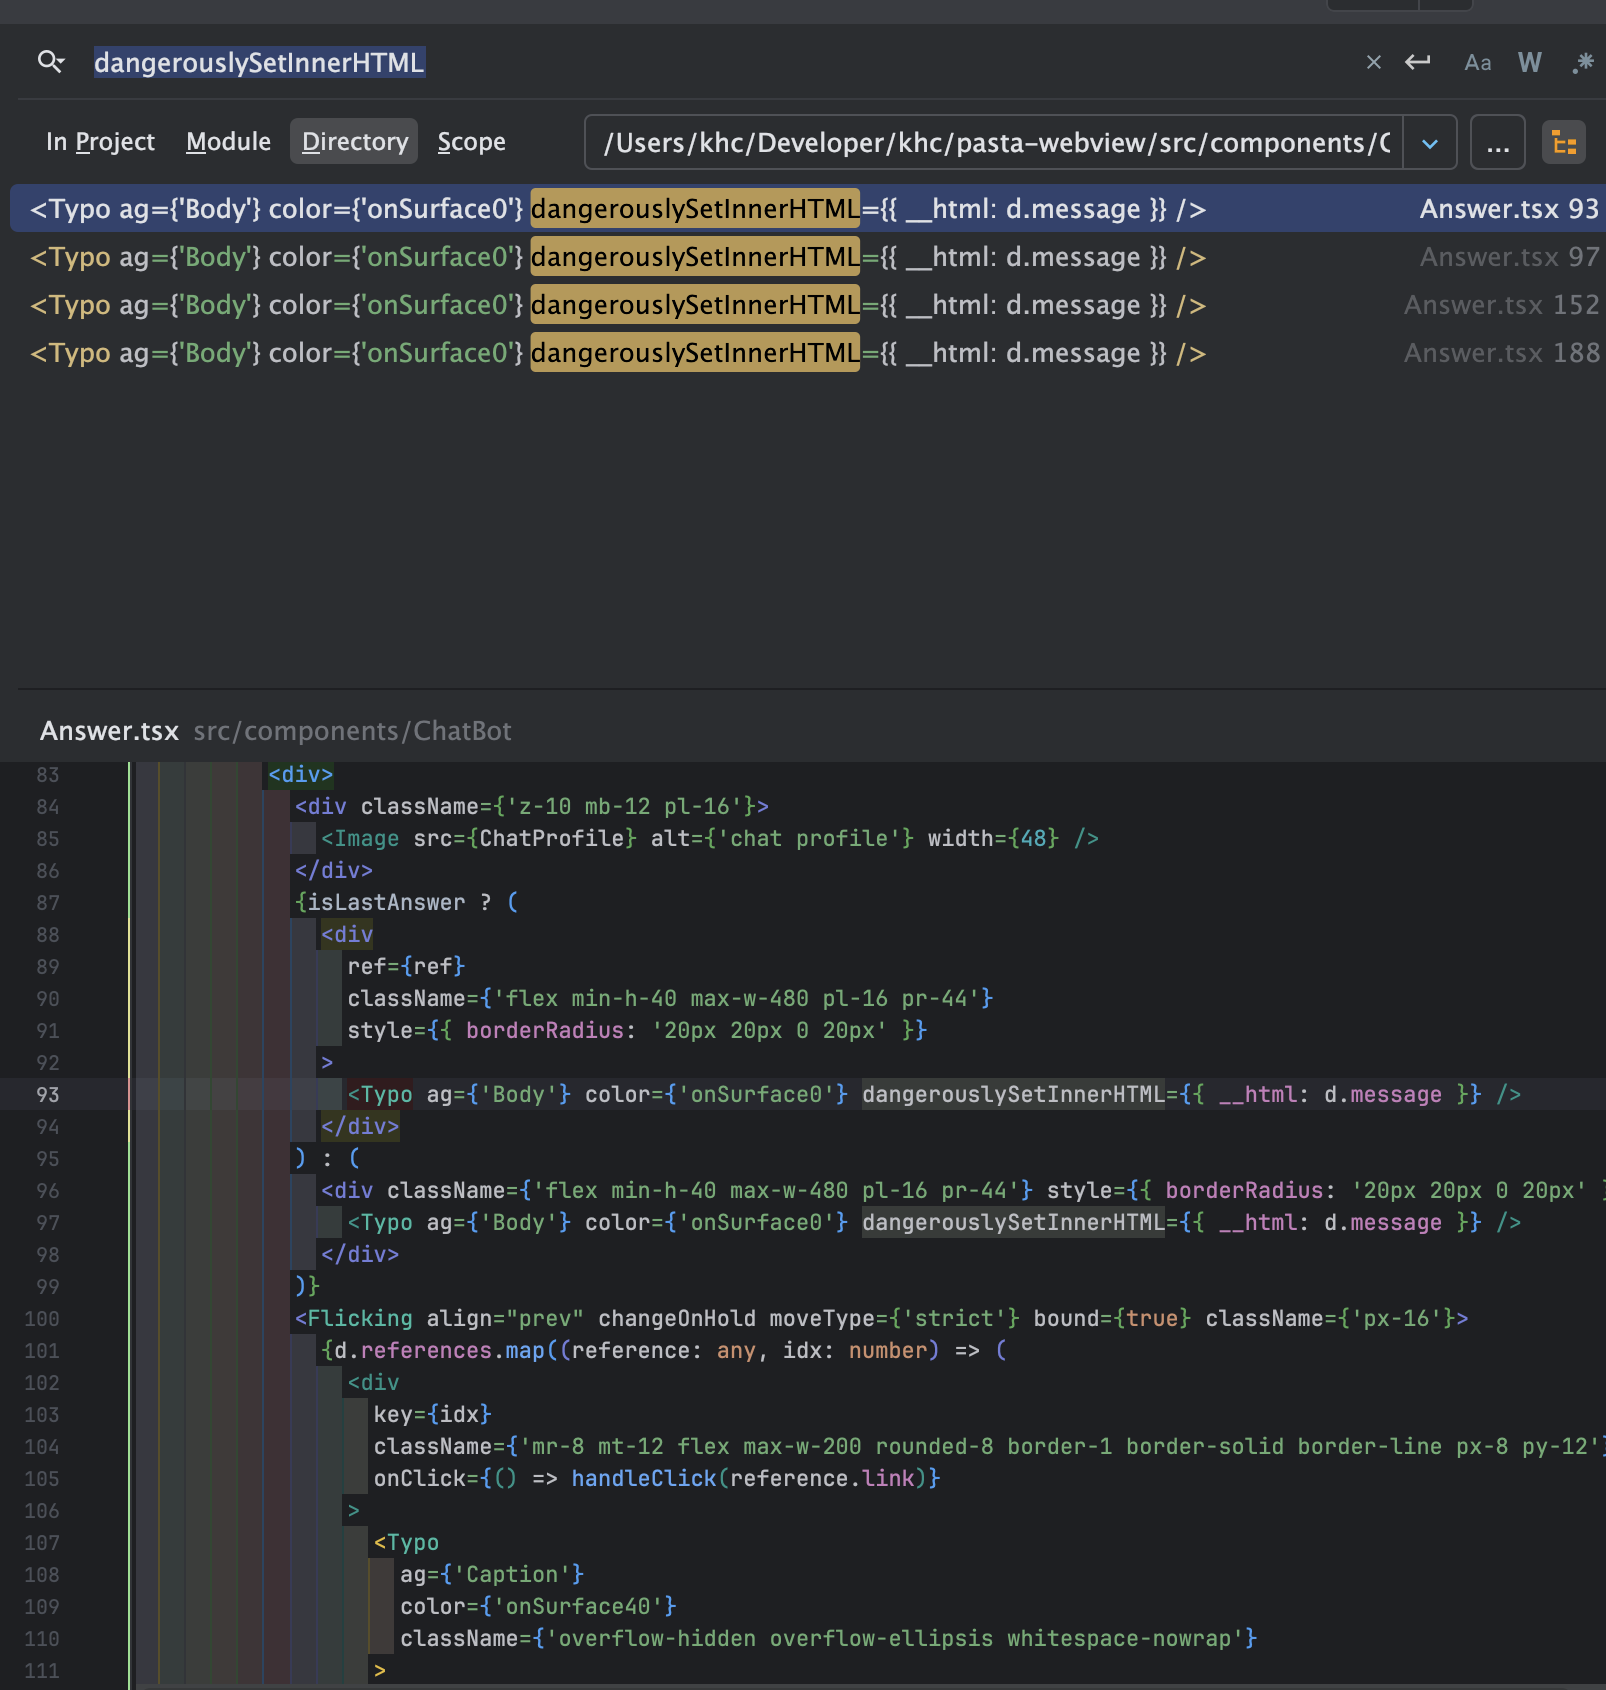 dangerouslySetInnerHTML
Aa W .*
In Project Module Directory Scope /Users/khc/Developer/khc/pasta-webview/src/components/C ...
<Typo ag={'Body'} color={'onSurface0'} dangerouslySetInnerHTML={{ __html: d.message }} /> Answer.tsx 93
<Typo ag={'Body'} color={'onSurface0'} dangerouslySetInnerHTML={{ __html: d.message }} /> Answer.tsx 97
<Typo ag={'Body'} color={'onSurface0'} dangerouslySetInnerHTML={{ __html: d.message }} /> Answer.tsx 152
<Typo ag={'Body'} color={'onSurface0'} dangerouslySetInnerHTML={{ __html: d.message }} /> Answer.tsx 188
Answer.tsx src/components/ChatBot
83 <div>
84 <div className={'z-10 mb-12 pl-16'}>
85 <Image src={ChatProfile} alt={'chat profile'} width={48} />
86 </div>
87 {isLastAnswer ? (
88 <div
89 ref={ref}
90 className={'flex min-h-40 max-w-480 pl-16 pr-44'}
91 style={{ borderRadius: '20px 20px 0 20px' }}
92 >
93 <Typo ag={'Body'} color={'onSurface0'} dangerouslySetInnerHTML={{ __html: d.message }} />
94 </div>
95 ) : (
96 <div className={'flex min-h-40 max-w-480 pl-16 pr-44'} style={{ borderRadius: '20px 20px 0 20px' }
97 <Typo ag={'Body'} color={'onSurface0'} dangerouslySetInnerHTML={{ __html: d.message }} />
98 </div>
99 )}
100 <Flicking align="prev" changeOnHold moveType={'strict'} bound={true} className={'px-16'}>
101 {d.references.map((reference: any, idx: number) => (
102 <div
103 key={idx}
104 className={'mr-8 mt-12 flex max-w-200 rounded-8 border-1 border-solid border-line px-8 py-12'}
105 onClick={() => handleClick(reference.link)}
106 >
107 <Typo
108 ag={'Caption'}
109 color={'onSurface40'}
110 className={'overflow-hidden overflow-ellipsis whitespace-nowrap'}
111 >